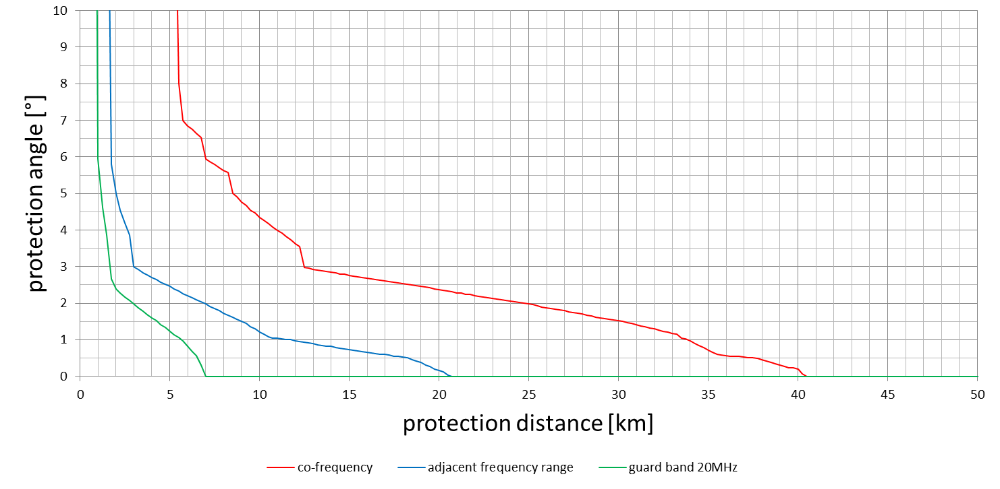 10
9
8
7
6
5
4
3
2
1
0
protection angle [°]
0 5 10 15 20 25 30 35 40 45 50
protection distance [km]
co-frequency adjacent frequency range guard band 20MHz